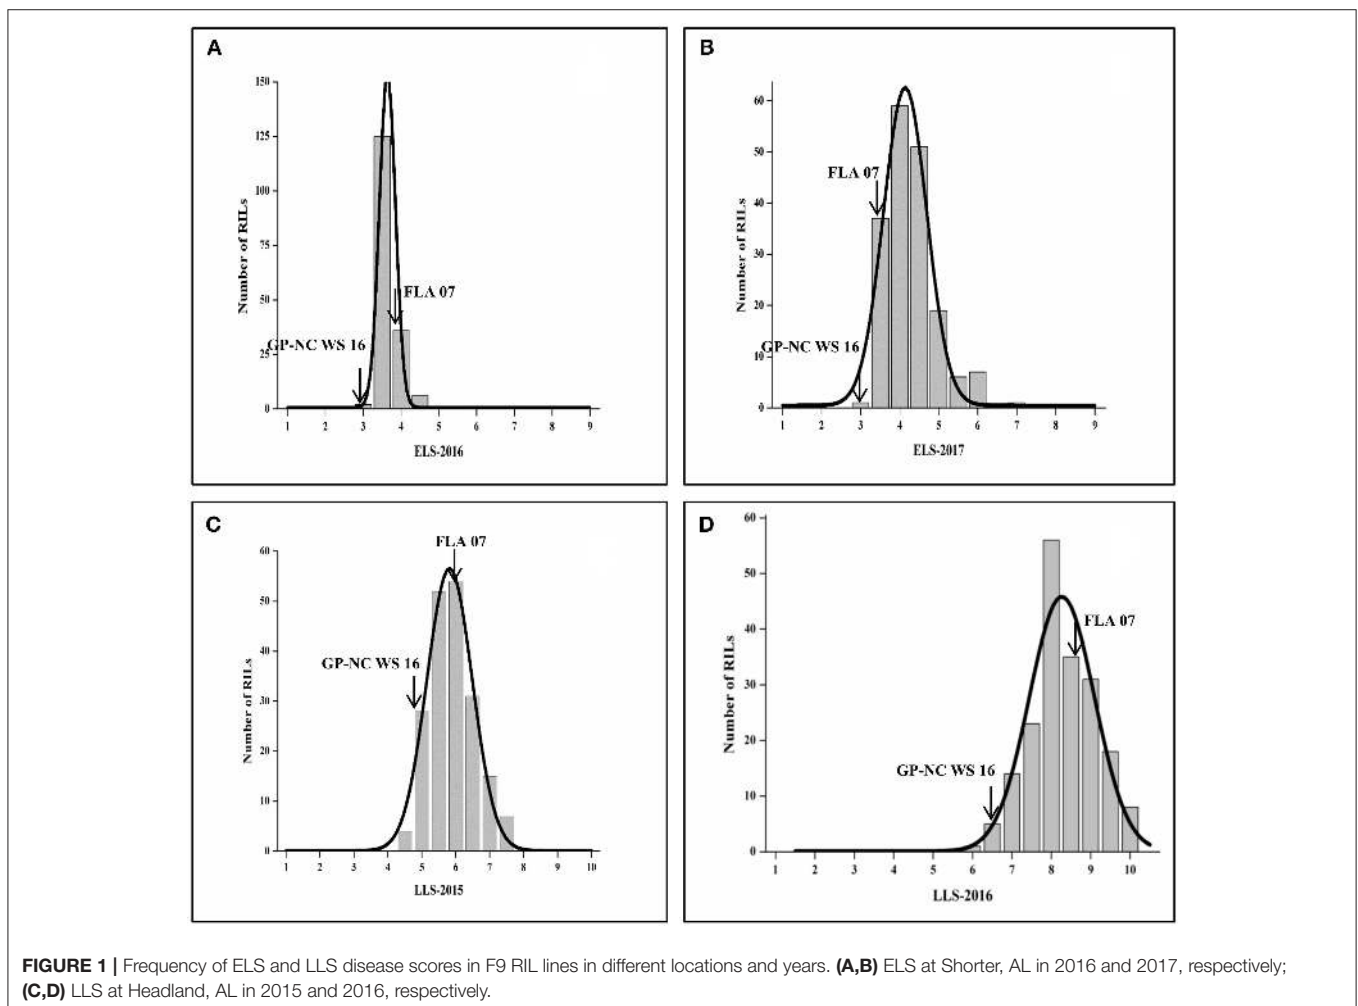 A
150
125
100
75
50
25
0
Number of RILs
FLA 07
GP-NC WS 16
1 2 3 4 5 6 7 8 9
ELS-2016
B
60
50
40
30
20
10
0
Number of RILs
FLA 07
GP-NC WS 16
1 2 3 4 5 6 7 8 9
ELS-2017
C
60
50
40
30
20
10
0
Number of RILs
FLA 07
GP-NC WS 16
1 2 3 4 5 6 7 8 9 10
LLS-2015
D
60
50
40
30
20
10
0
Number of RILs
FLA 07
GP-NC WS 16
1 2 3 4 5 6 7 8 9 10
LLS-2016
FIGURE 1 | Frequency of ELS and LLS disease scores in F9 RIL lines in different locations and years. (A,B) ELS at Shorter, AL in 2016 and 2017, respectively;
(C,D) LLS at Headland, AL in 2015 and 2016, respectively.